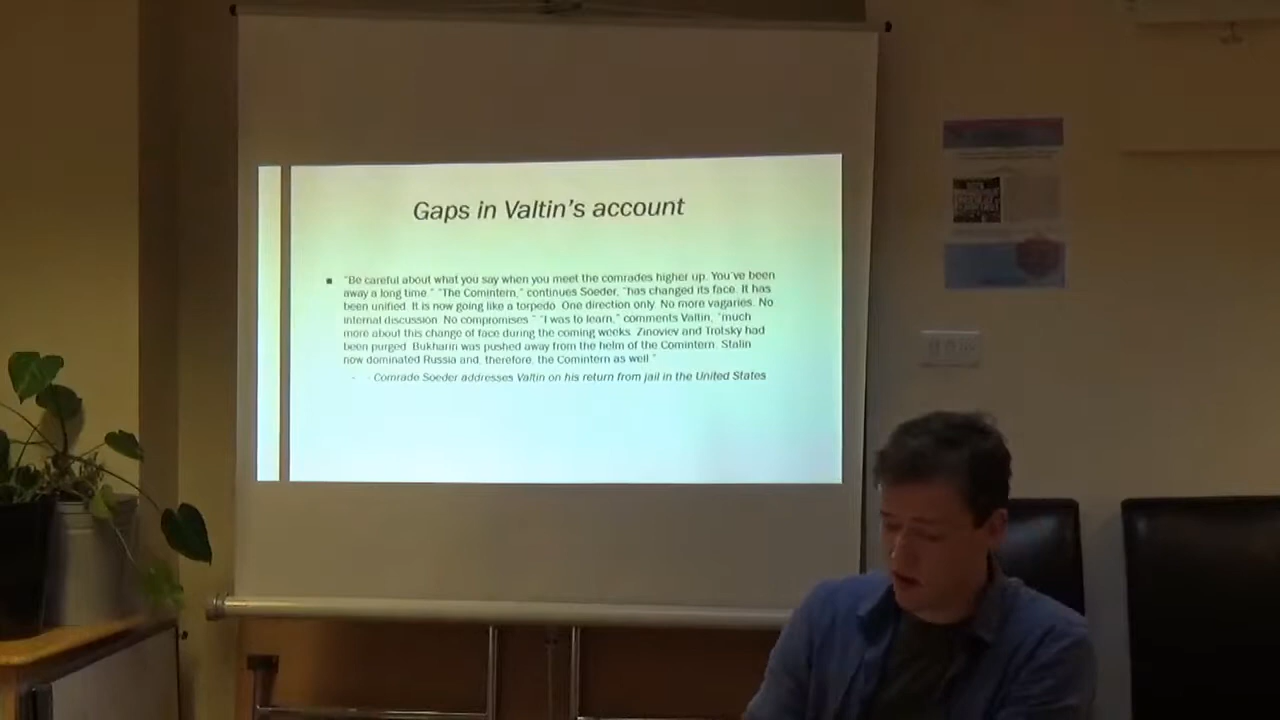 Gaps in Valtin's account
"Be careful about what you say when you meet the comrades higher up. You've been
away a long time." "The Comintern," continues Soeder, "has changed its face. It has
been unified. It is now going like a torpedo. One direction only. No more vagaries. No
internal discussion. No compromises." "I was to learn," comments Valtin, "much
more about this change of face during the coming weeks. Zinoviev and Trotsky had
been purged. Bukharin was pushed away from the helm of the Comintern. Stalin
now dominated Russia and, therefore, the Comintern as well."
- Comrade Soeder addresses Valtin on his return from jail in the United States